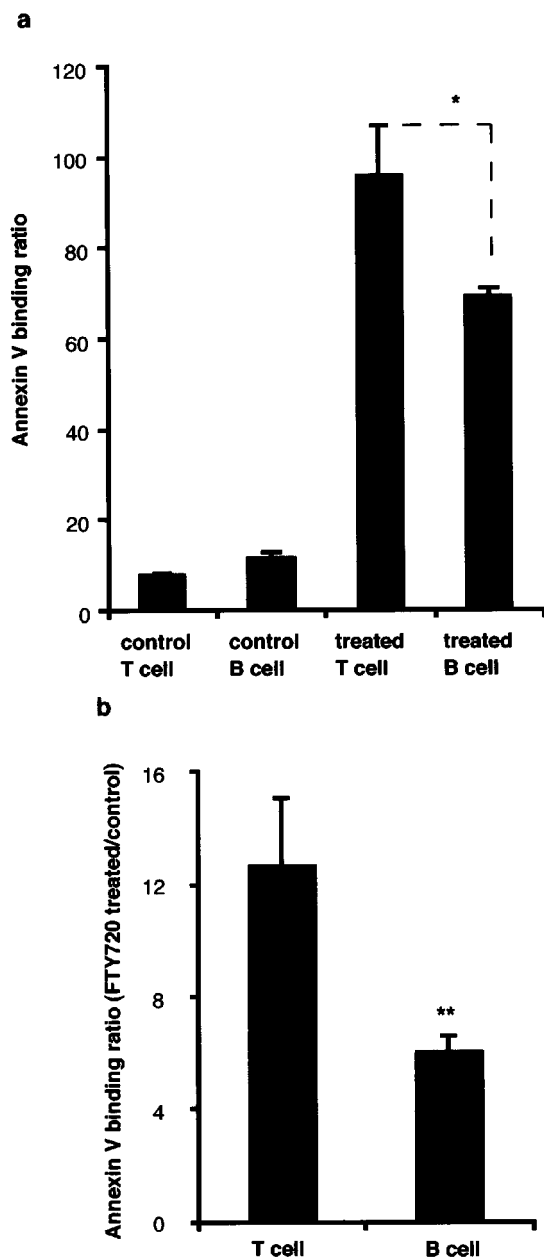 a
120
100
80
60
40
20
0
Annexin V binding ratio
*
control
T cell
control
B cell
treated
T cell
treated
B cell
b
16
12
8
4
0
Annexin V binding ratio (FTY720 treated/control)
**
T cell
B cell